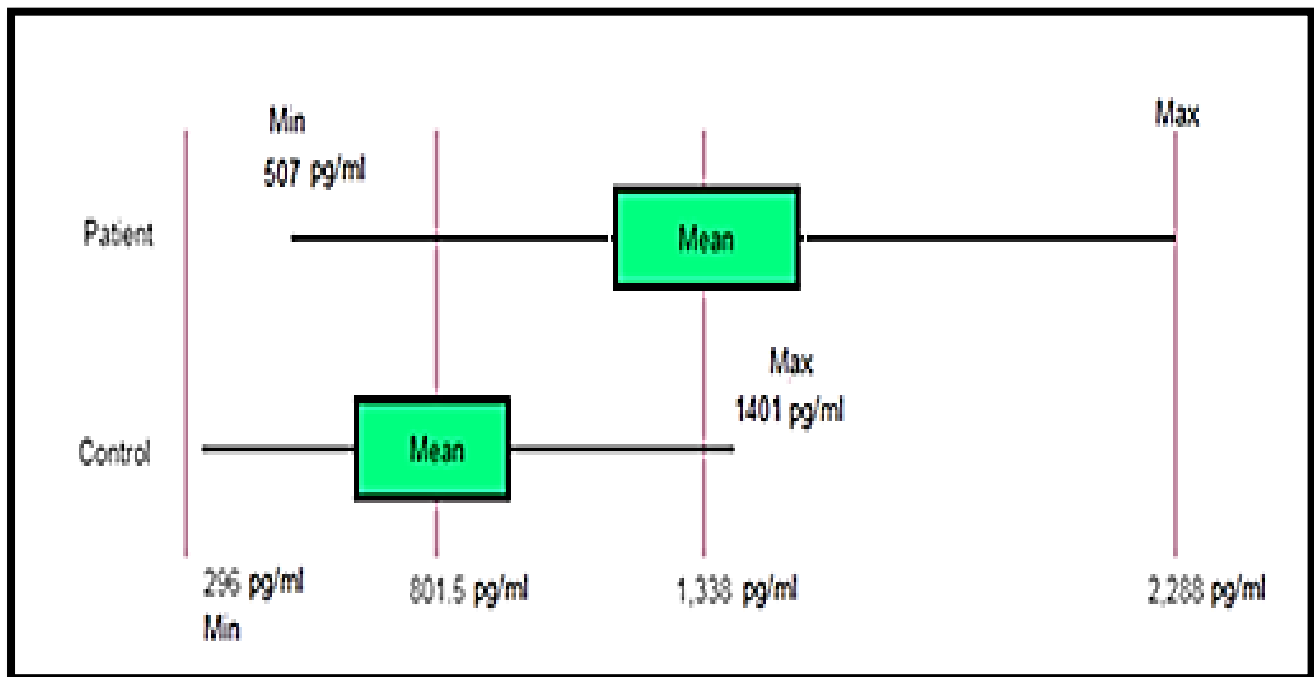 Min
507 pg/ml
Max
Patient
Mean
Max
1401 pg/ml
Control
Mean
296 pg/ml
Min
801.5 pg/ml
1,338 pg/ml
2,288 pg/ml